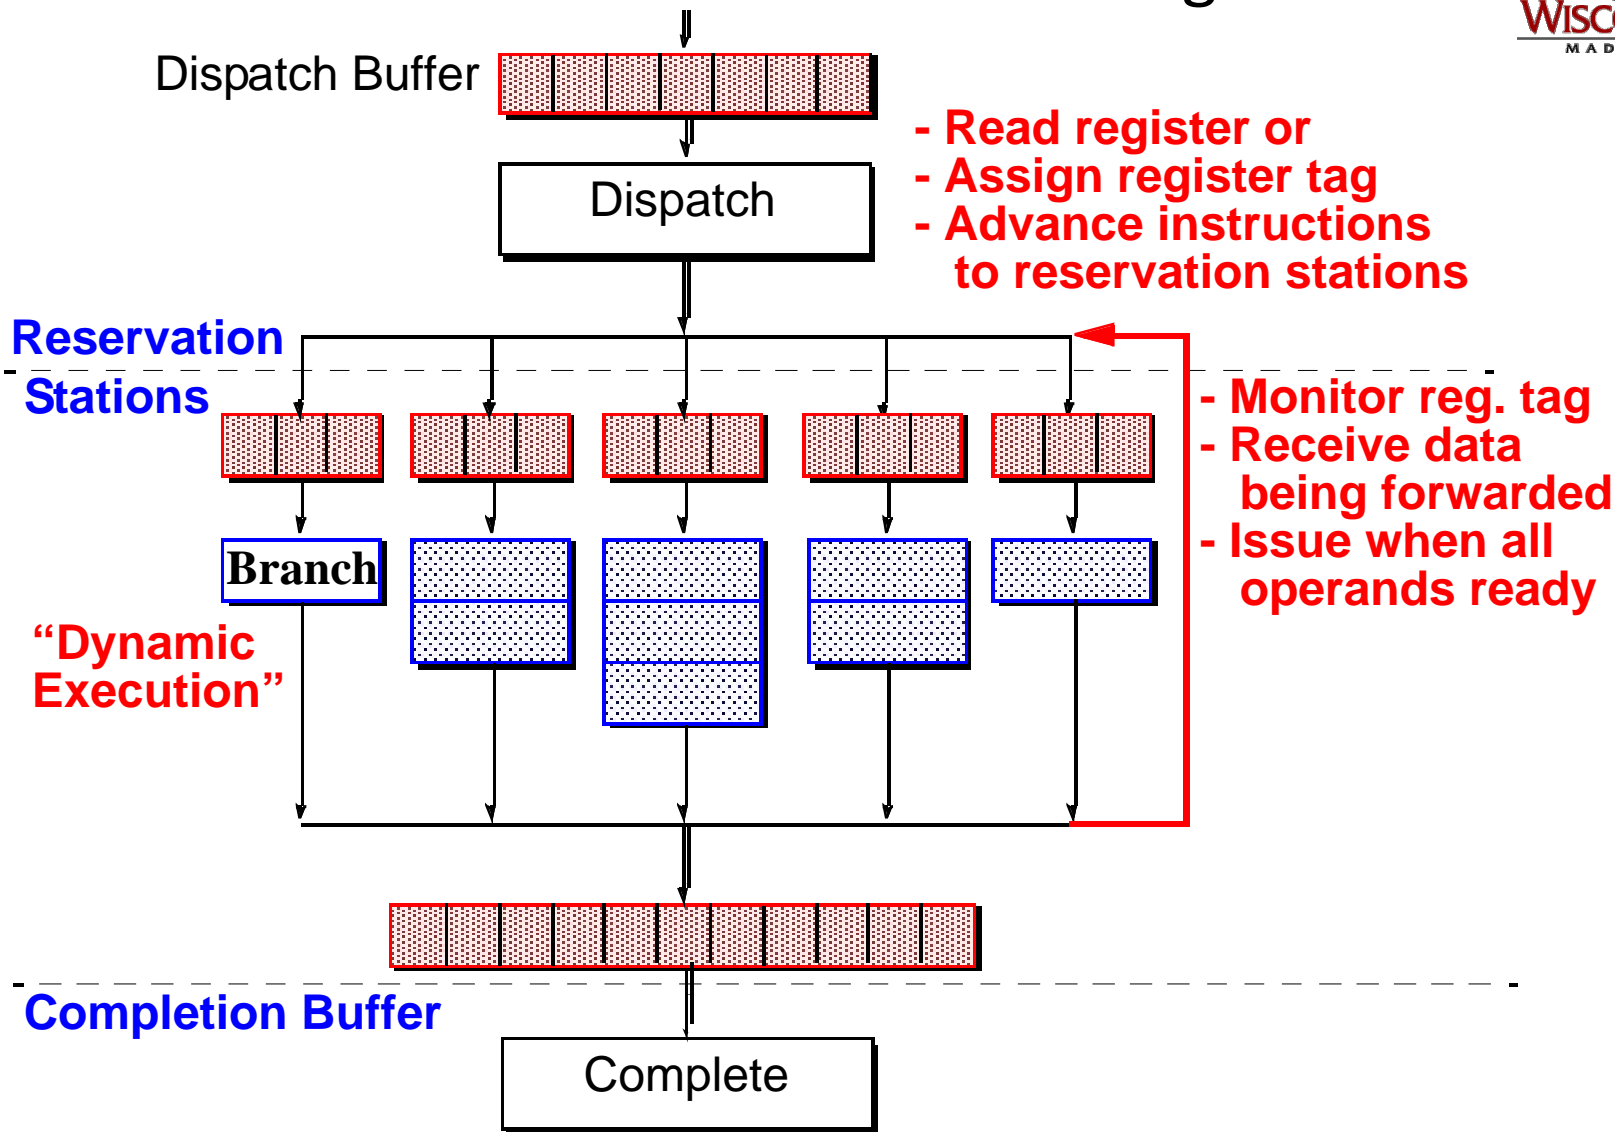 Dispatch Buffer
- Read register or
- Assign register tag
- Advance instructions
to reservation stations
Dispatch
Reservation
Stations
- Monitor reg. tag
- Receive data
being forwarded
- Issue when all
operands ready
Branch
“Dynamic
Execution”
Completion Buffer
Complete